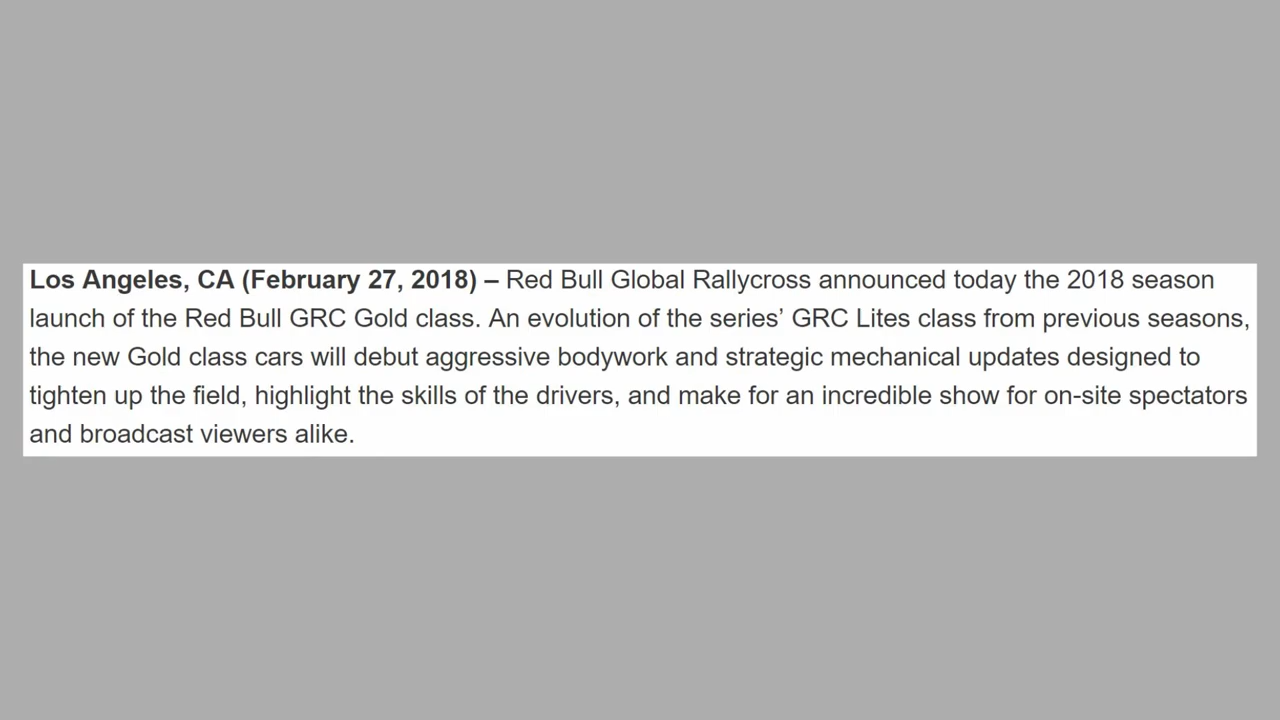 Los Angeles, CA (February 27, 2018) – Red Bull Global Rallycross announced today the 2018 season
launch of the Red Bull GRC Gold class. An evolution of the series’ GRC Lites class from previous seasons,
the new Gold class cars will debut aggressive bodywork and strategic mechanical updates designed to
tighten up the field, highlight the skills of the drivers, and make for an incredible show for on-site spectators
and broadcast viewers alike.